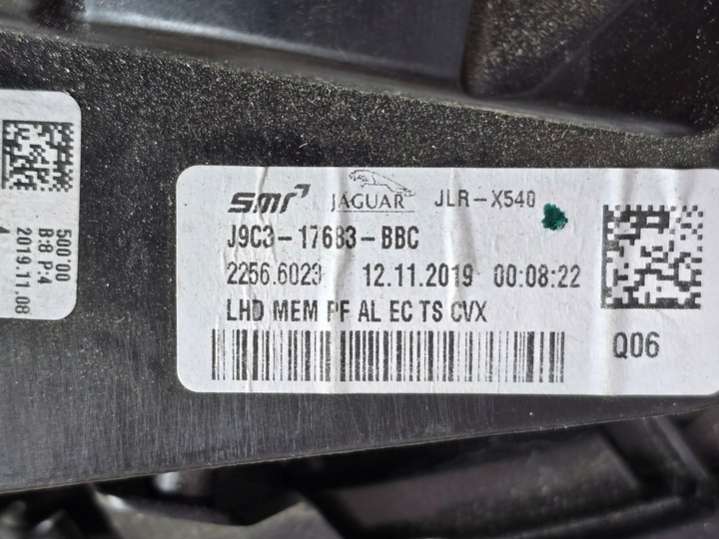 smr JAGUAR JLR-X540
J9C3-17683-BBC
2256.6023 12.11.2019 00:08:22
LHD MEM PF AL EC TS CVX
Q06
500'00
B:8 P:4
2019.11.08